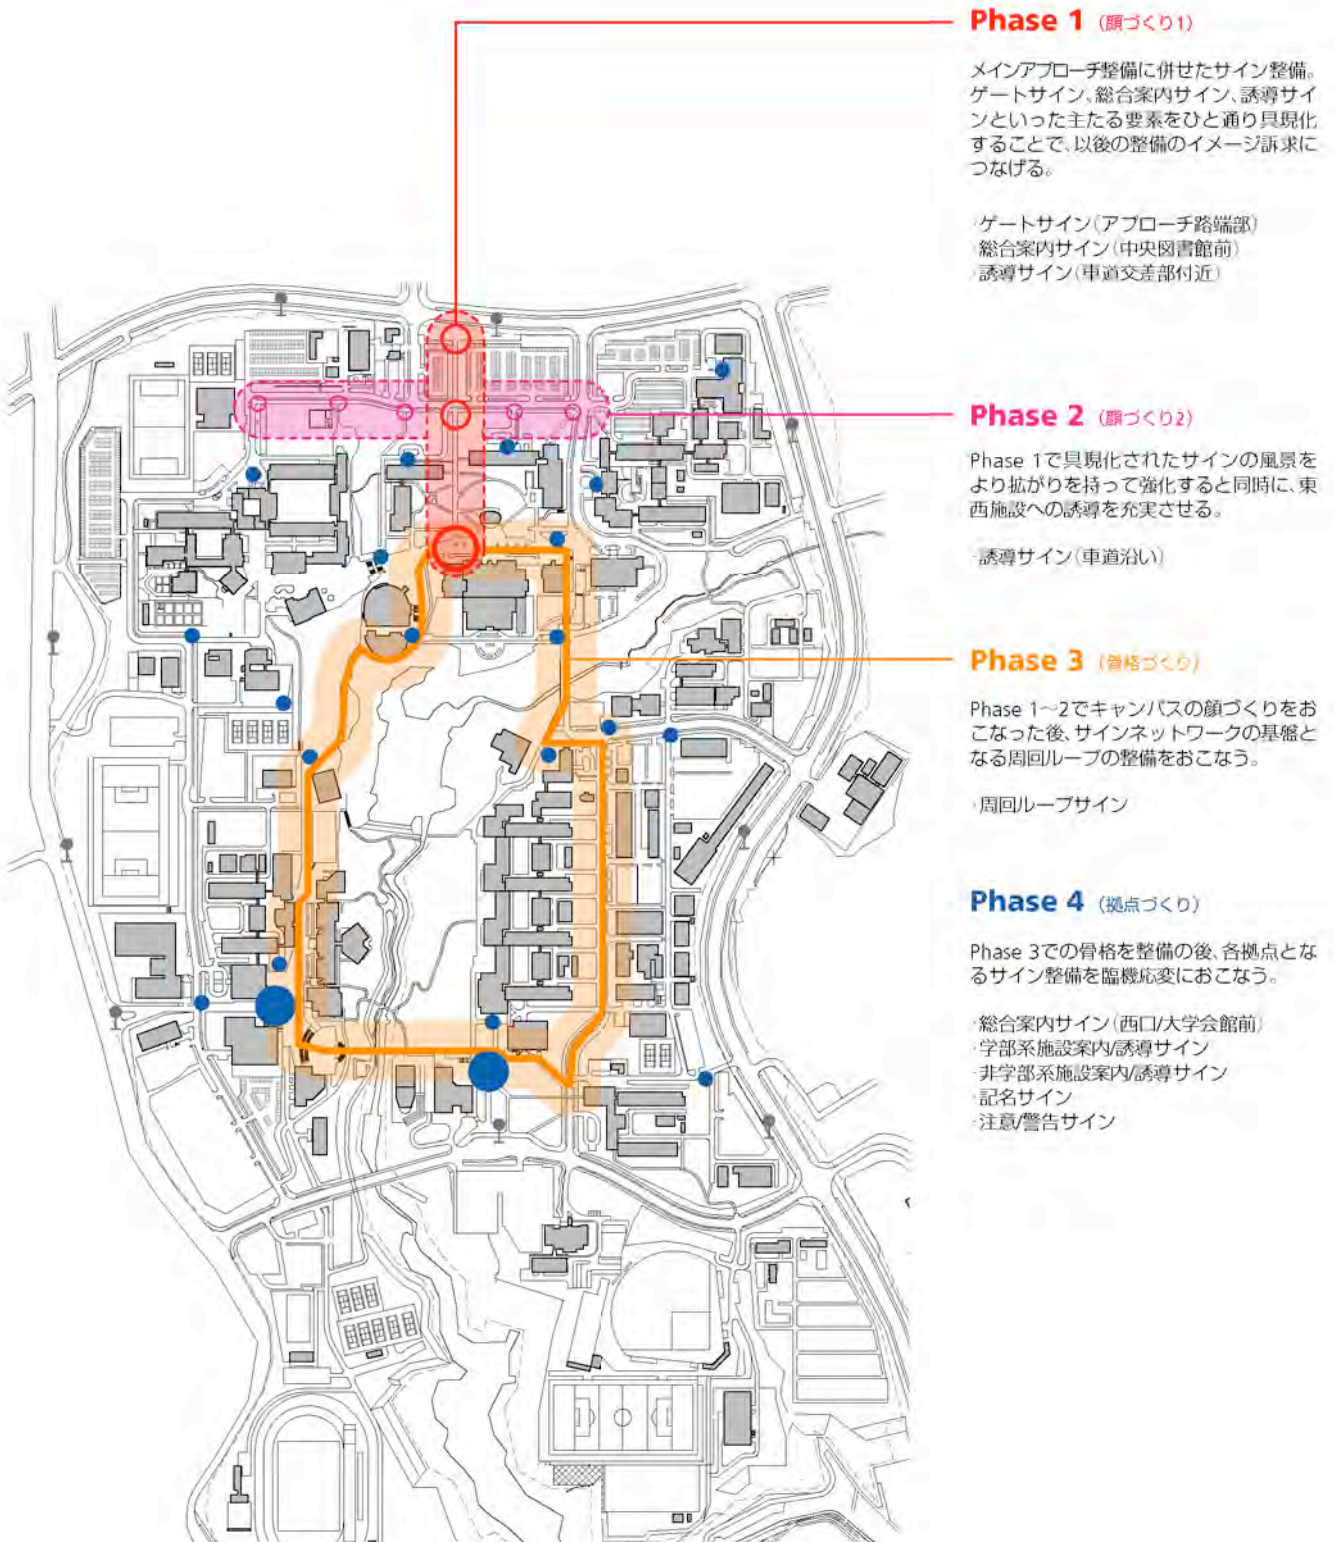 Phase 1 (顔づくり1)
メインアプローチ整備に併せたサイン整備。
ゲートサイン、総合案内サイン、誘導サイ
ンといった主たる要素をひと通り具現化
することで、以後の整備のイメージ訴求に
つなげる。
·ゲートサイン(アプローチ路端部)
·総合案内サイン(中央図書館前)
·誘導サイン(車道交差部付近)
Phase 2 (顔づくり2)
Phase 1で具現化されたサインの風景を
より拡がりを持って強化すると同時に、東
西施設への誘導を充実させる。
·誘導サイン(車道沿い)
Phase 3 (骨格づくり)
Phase 1〜2でキャンパスの顔づくりをお
こなった後、サインネットワークの基盤と
なる周回ループの整備をおこなう。
·周回ループサイン
Phase 4 (拠点づくり)
Phase 3での骨格を整備の後、各拠点とな
るサイン整備を臨機応変におこなう。
·総合案内サイン(西口/大学会館前)
·学部系施設案内/誘導サイン
·非学部系施設案内/誘導サイン
·記名サイン
·注意/警告サイン